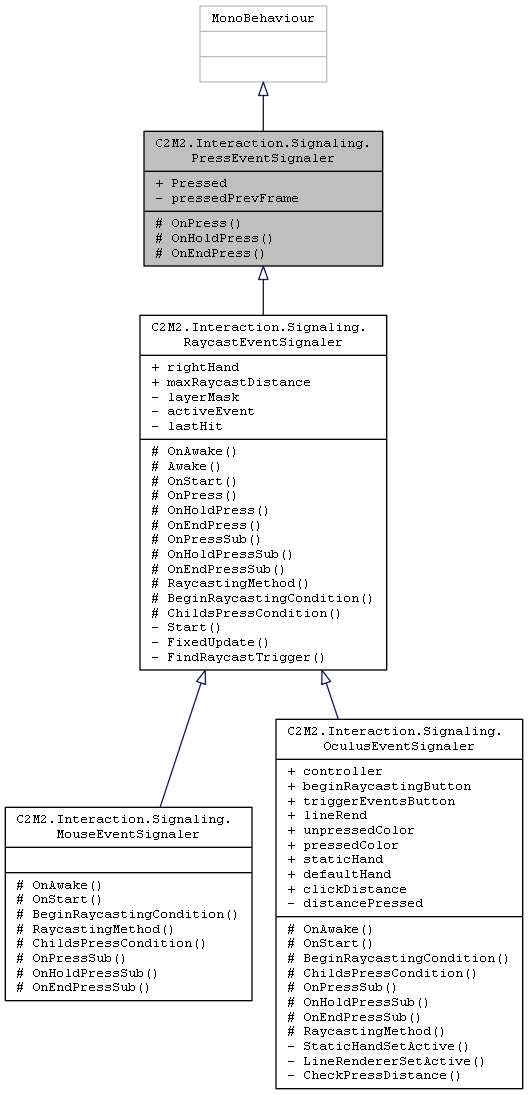 MonoBehaviour
C2M2.Interaction.Signaling.
PressEventSignaler
+ Pressed
- pressedPrevFrame
# OnPress()
# OnHoldPress()
# OnEndPress()
C2M2.Interaction.Signaling.
RaycastEventSignaler
+ rightHand
+ maxRaycastDistance
- layerMask
- activeEvent
- lastHit
# OnAwake()
# Awake()
# OnStart()
# OnPress()
# OnHoldPress()
# OnEndPress()
# OnPressSub()
# OnHoldPressSub()
# OnEndPressSub()
# RaycastingMethod()
# BeginRaycastingCondition()
# ChildsPressCondition()
- Start()
- FixedUpdate()
- FindRaycastTrigger()
C2M2.Interaction.Signaling.
MouseEventSignaler
# OnAwake()
# OnStart()
# BeginRaycastingCondition()
# RaycastingMethod()
# ChildsPressCondition()
# OnPressSub()
# OnHoldPressSub()
# OnEndPressSub()
C2M2.Interaction.Signaling.
OculusEventSignaler
+ controller
+ beginRaycastingButton
+ triggerEventsButton
+ lineRend
+ unpressedColor
+ pressedColor
+ staticHand
+ defaultHand
+ clickDistance
- distancePressed
# OnAwake()
# OnStart()
# BeginRaycastingCondition()
# ChildsPressCondition()
# OnPressSub()
# OnHoldPressSub()
# OnEndPressSub()
# RaycastingMethod()
- StaticHandSetActive()
- LineRendererSetActive()
- CheckPressDistance()